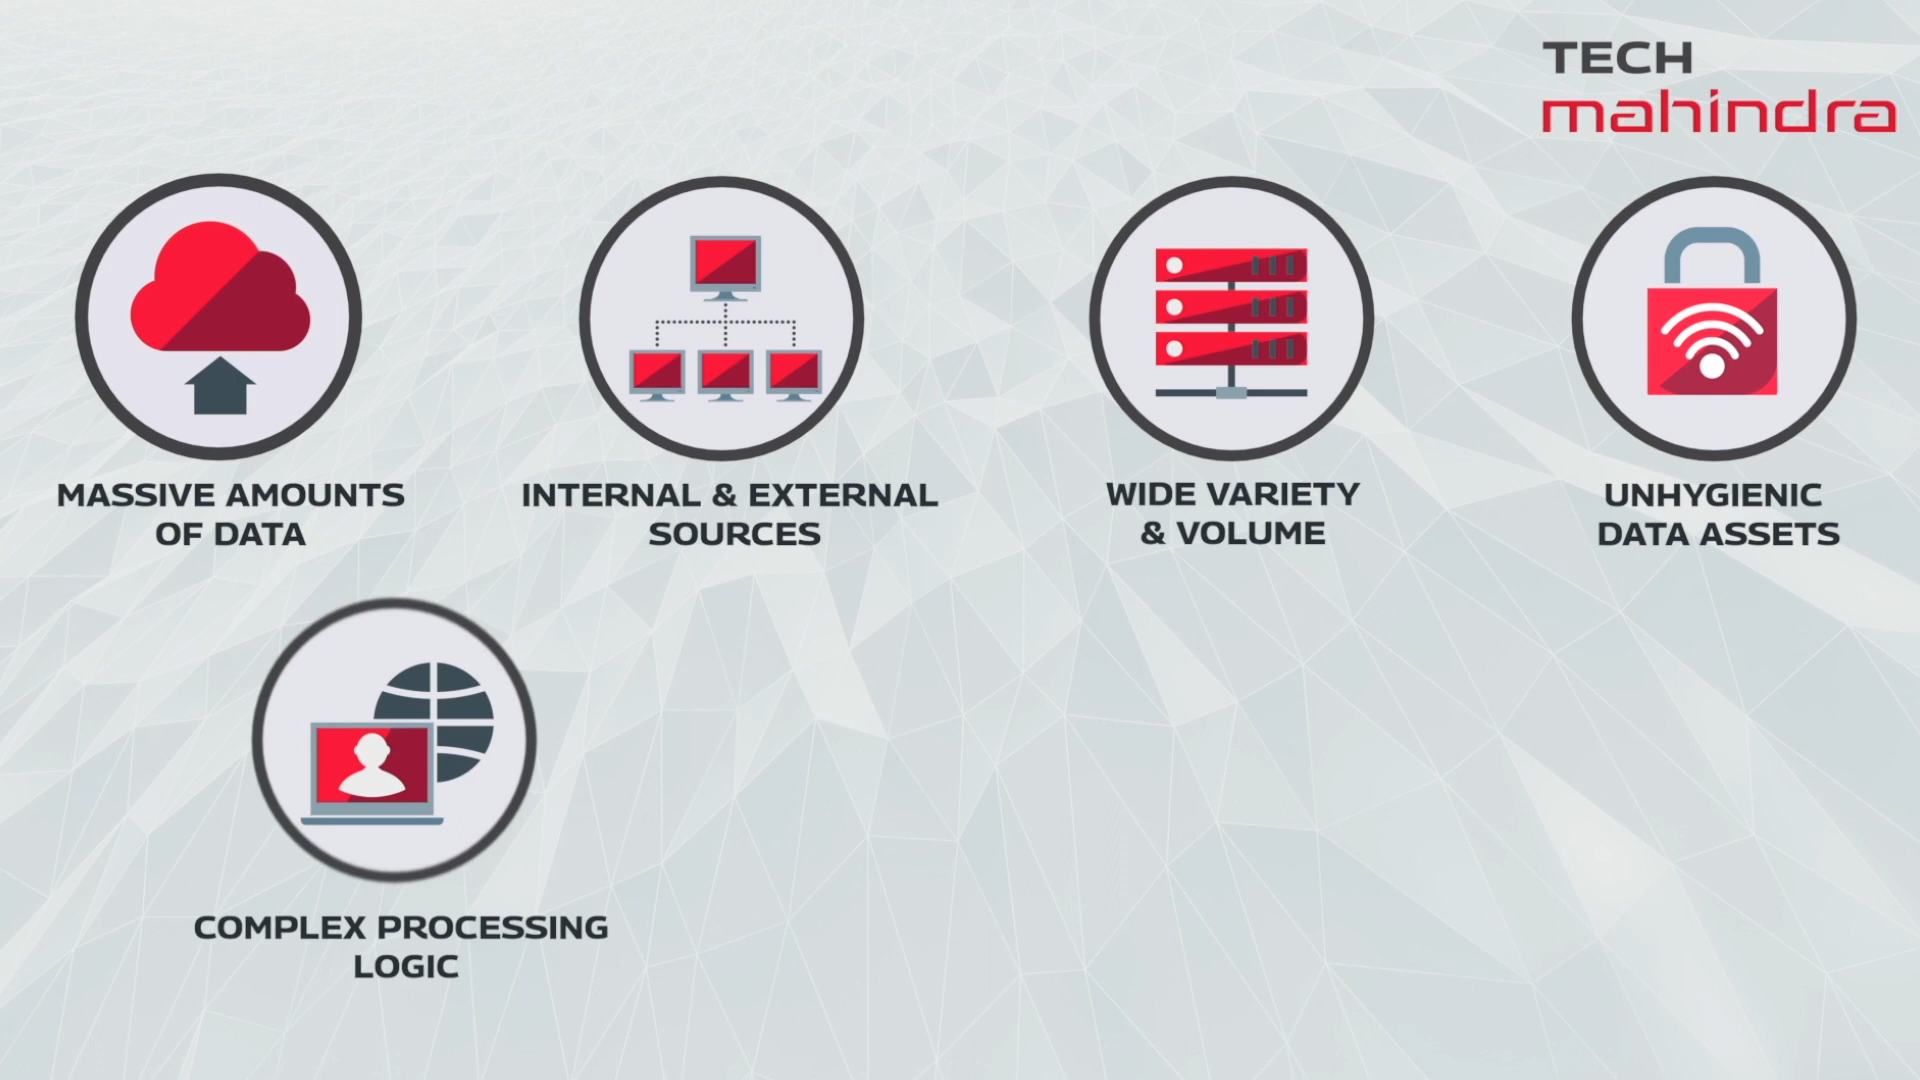 TECH
mahindra
MASSIVE AMOUNTS
OF DATA
INTERNAL & EXTERNAL
SOURCES
WIDE VARIETY
& VOLUME
UNHYGIENIC
DATA ASSETS
COMPLEX PROCESSING
LOGIC